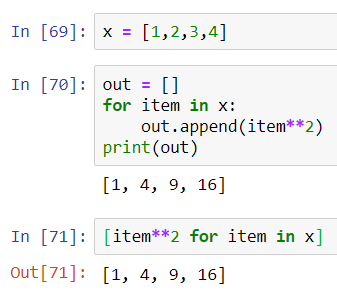 In [69]: x = [1,2,3,4]
In [70]: out = []
for item in x:
    out.append(item**2)
print(out)
[1, 4, 9, 16]
In [71]: [item**2 for item in x]
Out[71]: [1, 4, 9, 16]